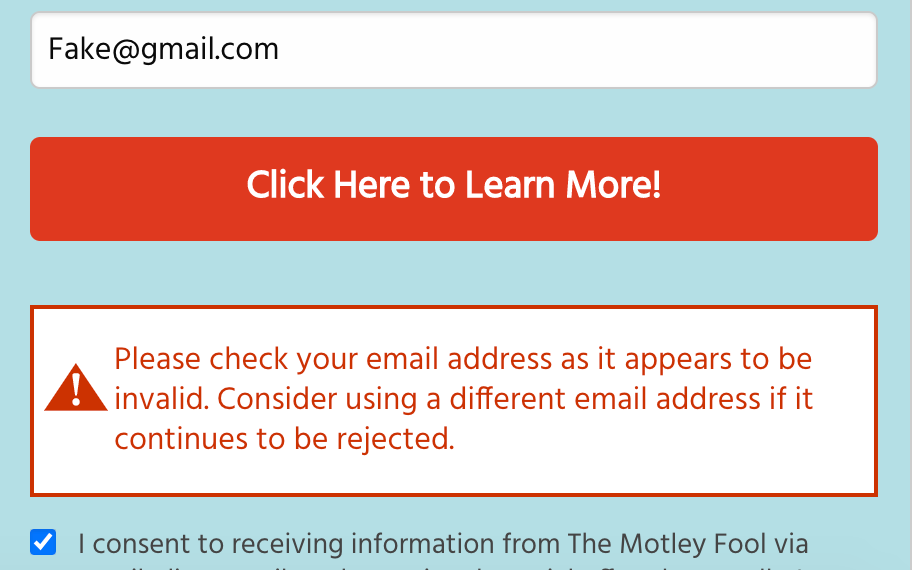 Fake@gmail.com
Click Here to Learn More!
Please check your email address as it appears to be
invalid. Consider using a different email address if it
continues to be rejected.
I consent to receiving information from The Motley Fool via